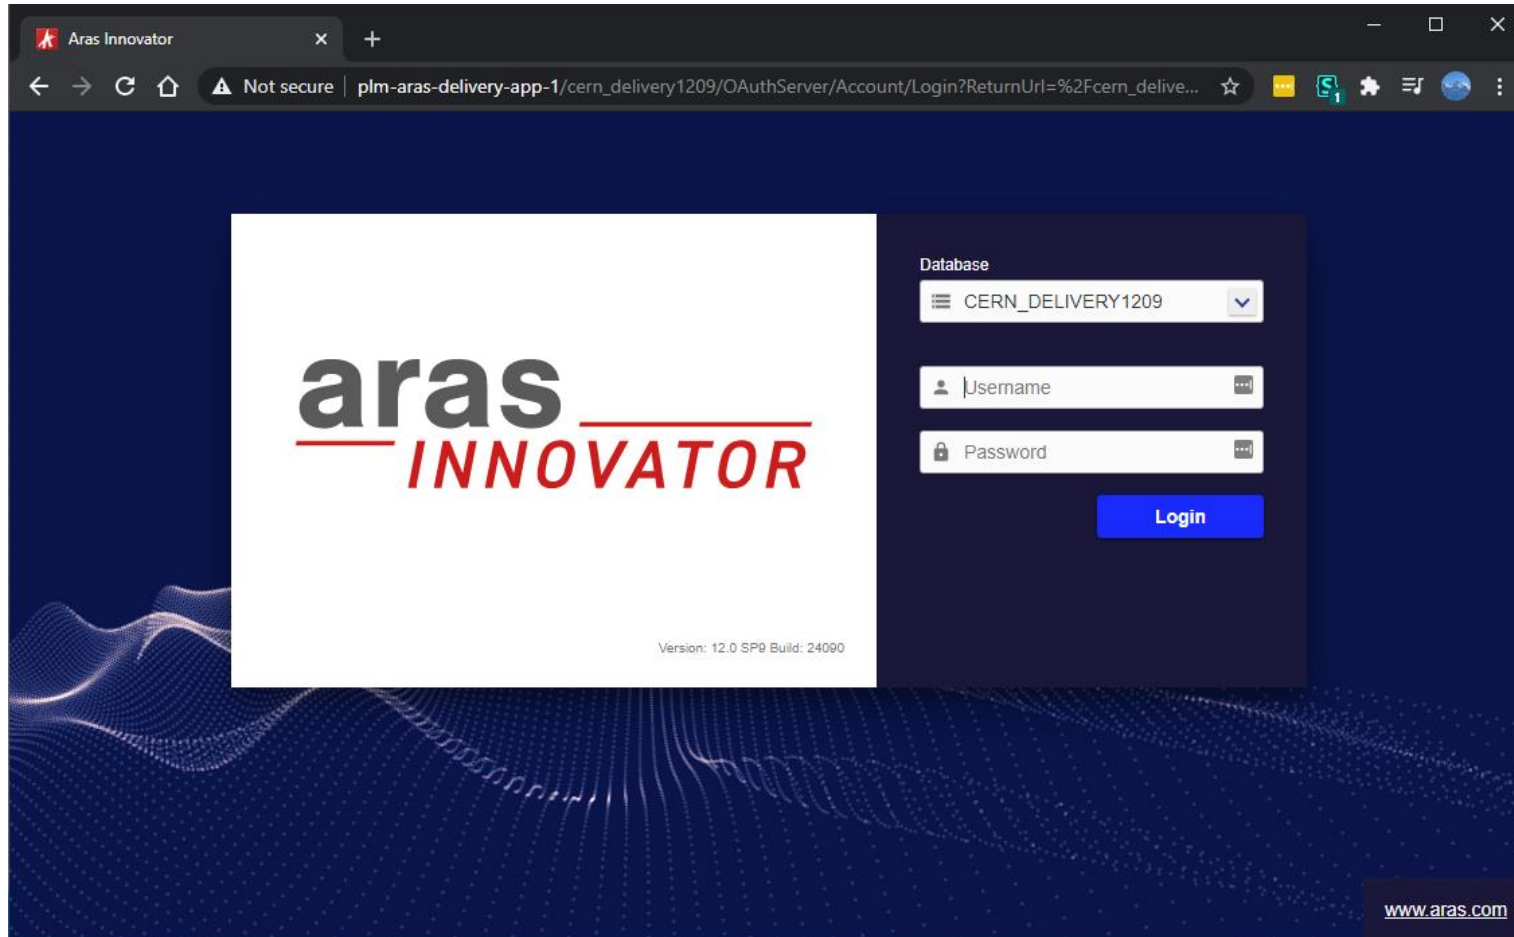 Aras Innovator
Not secure | plm-aras-delivery-app-1/cern_delivery1209/OAuthServer/Account/Login?ReturnUrl=%2Fcern_delive...
1
aras
INNOVATOR
Version: 12.0 SP9 Build: 24090
Database
CERN_DELIVERY1209
Username
Password
Login
www.aras.com